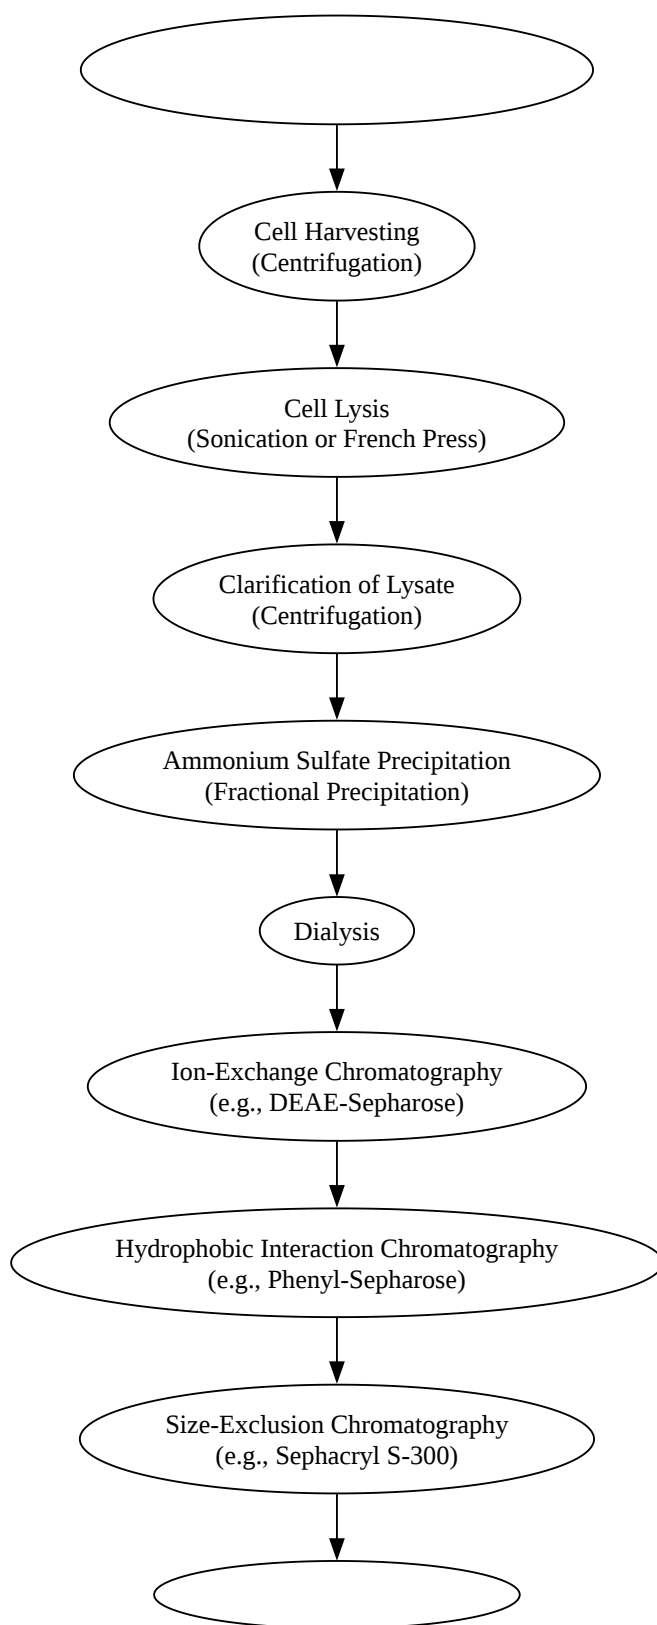 Cell Harvesting
(Centrifugation)
Cell Lysis
(Sonication or French Press)
Clarification of Lysate
(Centrifugation)
Ammonium Sulfate Precipitation
(Fractional Precipitation)
Dialysis
Ion-Exchange Chromatography
(e.g., DEAE-Sepharose)
Hydrophobic Interaction Chromatography
(e.g., Phenyl-Sepharose)
Size-Exclusion Chromatography
(e.g., Sephacryl S-300)